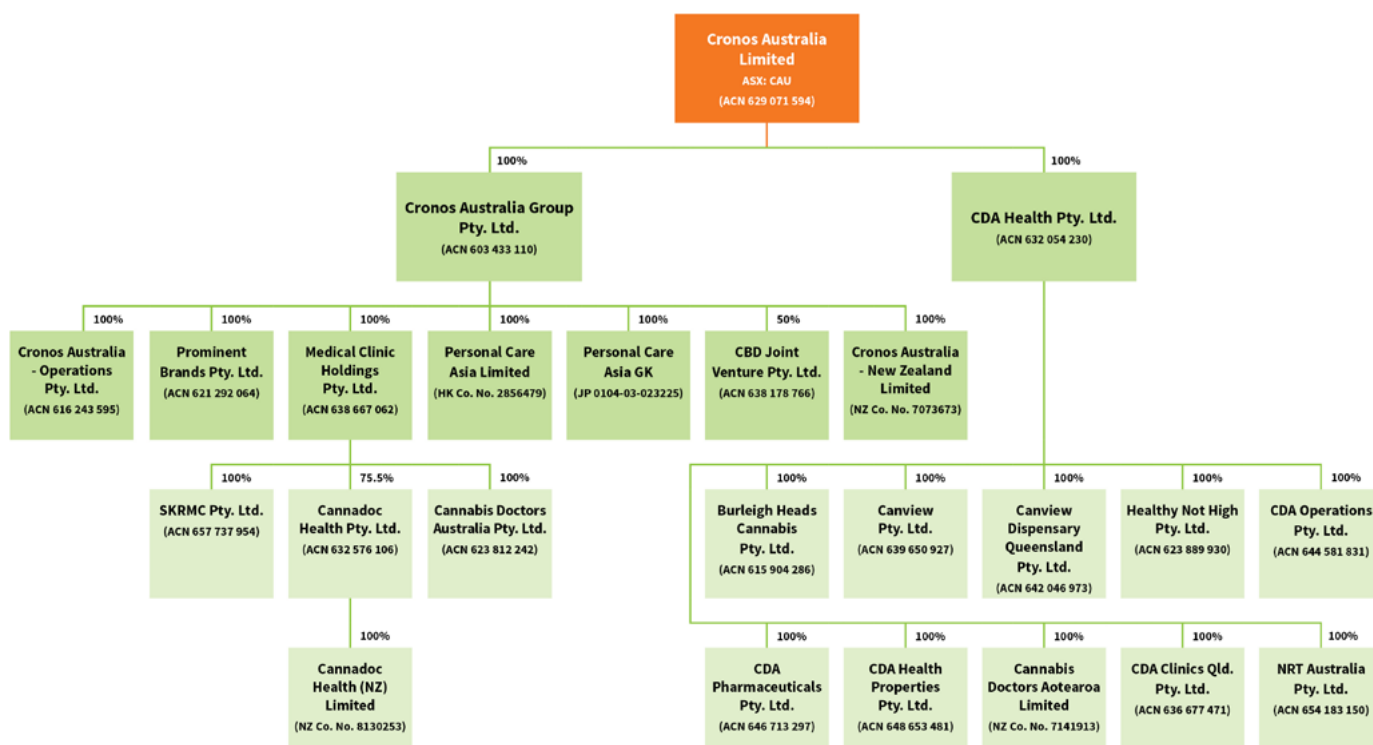 Cronos Australia
Limited
ASX: CAU
(ACN 629 071 594)
100%
100%
Cronos Australia Group
Pty. Ltd.
(ACN 603 433 110)
CDA Health Pty. Ltd.
(ACN 632 054 230)
100%
100%
100%
100%
100%
50%
100%
Cronos Australia
- Operations
Pty. Ltd.
(ACN 616 243 595)
Prominent
Brands Pty. Ltd.
(ACN 621 292 064)
Medical Clinic
Holdings
Pty. Ltd.
(ACN 638 667 062)
Personal Care
Asia Limited
(HK Co. No. 2856479)
Personal Care
Asia GK
(JP 0104-03-023225)
CBD Joint
Venture Pty. Ltd.
(ACN 638 178 766)
Cronos Australia
- New Zealand
Limited
(NZ Co. No. 7073673)
100%
75.5%
100%
100%
100%
100%
100%
100%
SKRMC Pty. Ltd.
(ACN 657 737 954)
Cannadoc
Health Pty. Ltd.
(ACN 632 576 106)
Cannabis Doctors
Australia Pty. Ltd.
(ACN 623 812 242)
Burleigh Heads
Cannabis
Pty. Ltd.
(ACN 615 904 286)
Canview
Pty. Ltd.
(ACN 639 650 927)
Canview
Dispensary
Queensland
Pty. Ltd.
(ACN 642 046 973)
Healthy Not High
Pty. Ltd.
(ACN 623 889 930)
CDA Operations
Pty. Ltd.
(ACN 644 581 831)
100%
100%
100%
100%
100%
100%
Cannadoc
Health (NZ)
Limited
(NZ Co. No. 8130253)
CDA
Pharmaceuticals
Pty. Ltd.
(ACN 646 713 297)
CDA Health
Properties
Pty. Ltd.
(ACN 648 653 481)
Cannabis
Doctors Aotearoa
Limited
(NZ Co. No. 7141913)
CDA Clinics Qld.
Pty. Ltd.
(ACN 636 677 471)
NRT Australia
Pty. Ltd.
(ACN 654 183 150)